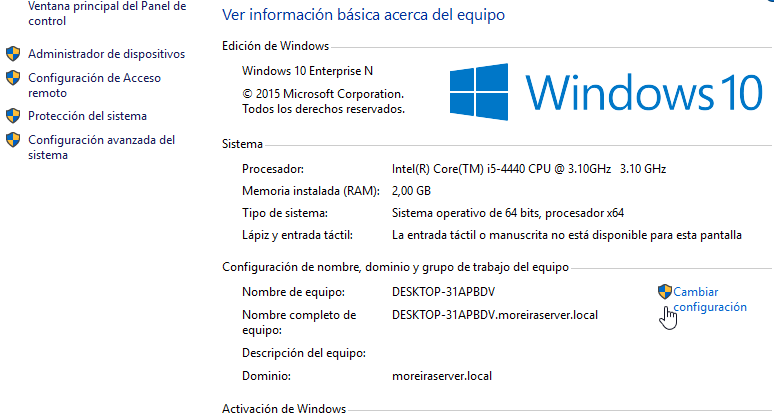 Ventana principal del Panel de
control
Administrador de dispositivos
Configuración de Acceso
remoto
Protección del sistema
Configuración avanzada del
sistema
Ver información básica acerca del equipo
Edición de Windows
Windows 10 Enterprise N
© 2015 Microsoft Corporation.
Todos los derechos reservados.
Windows 10
Sistema
Procesador: Intel(R) Core(TM) i5-4440 CPU @ 3.10GHz 3.10 GHz
Memoria instalada (RAM): 2,00 GB
Tipo de sistema: Sistema operativo de 64 bits, procesador x64
Lápiz y entrada táctil: La entrada táctil o manuscrita no está disponible para esta pantalla
Configuración de nombre, dominio y grupo de trabajo del equipo
Nombre de equipo: DESKTOP-31APBDV
Cambiar
configuración
Nombre completo de
equipo: DESKTOP-31APBDV.moreiraserver.local
Descripción del equipo:
Dominio: moreiraserver.local
Activación de Windows